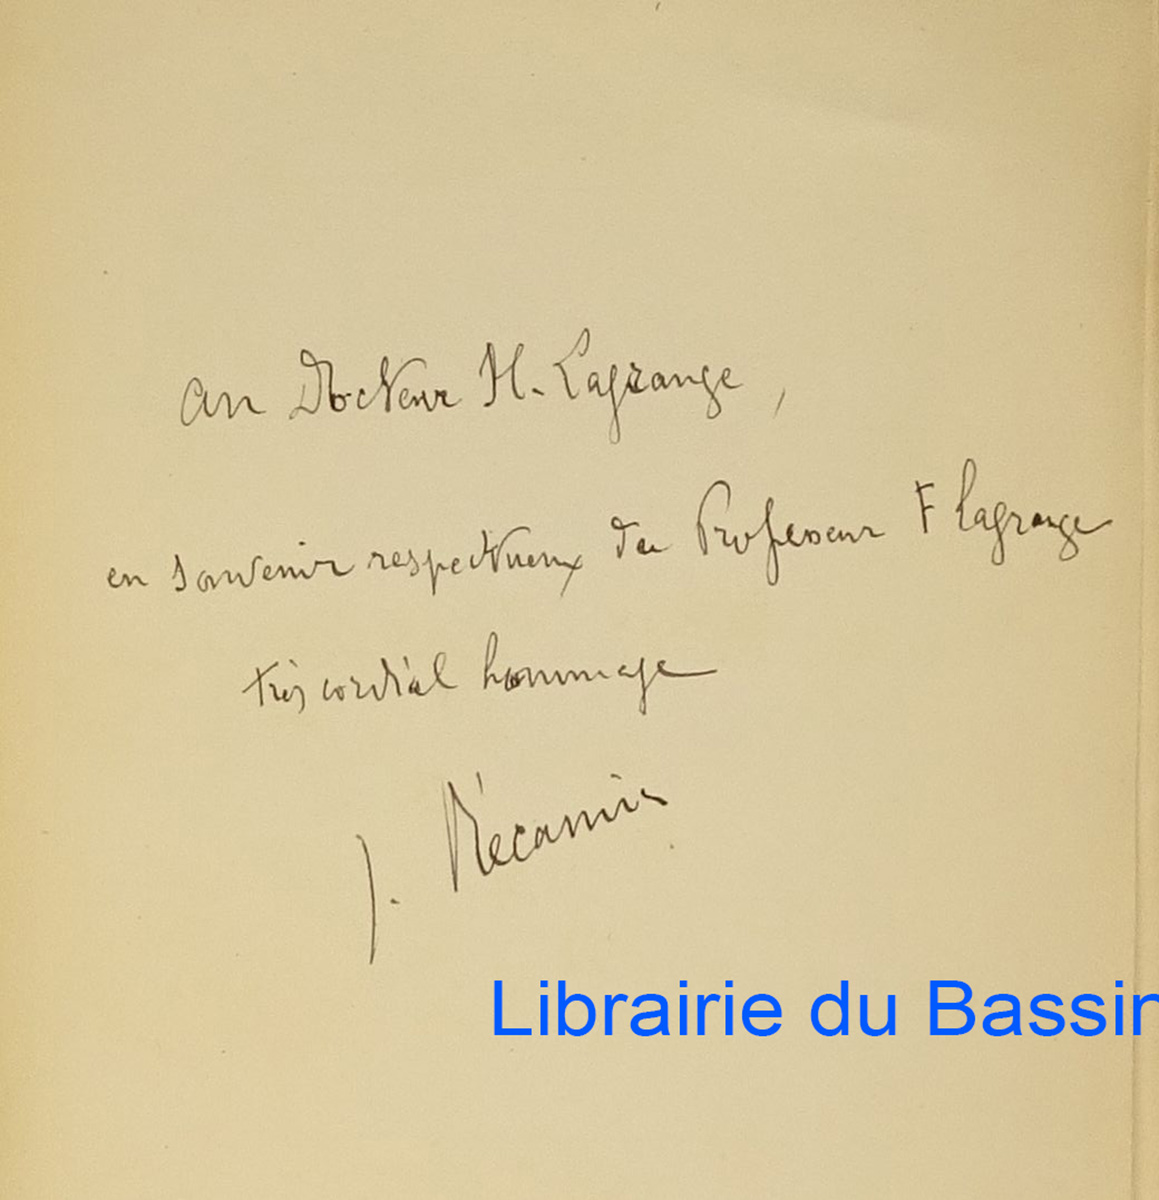 au Docteur H. Lagrange,
en souvenir respectueux du Professeur F Lagrange
très cordial hommage
J. Récamier
Librairie du Bassin